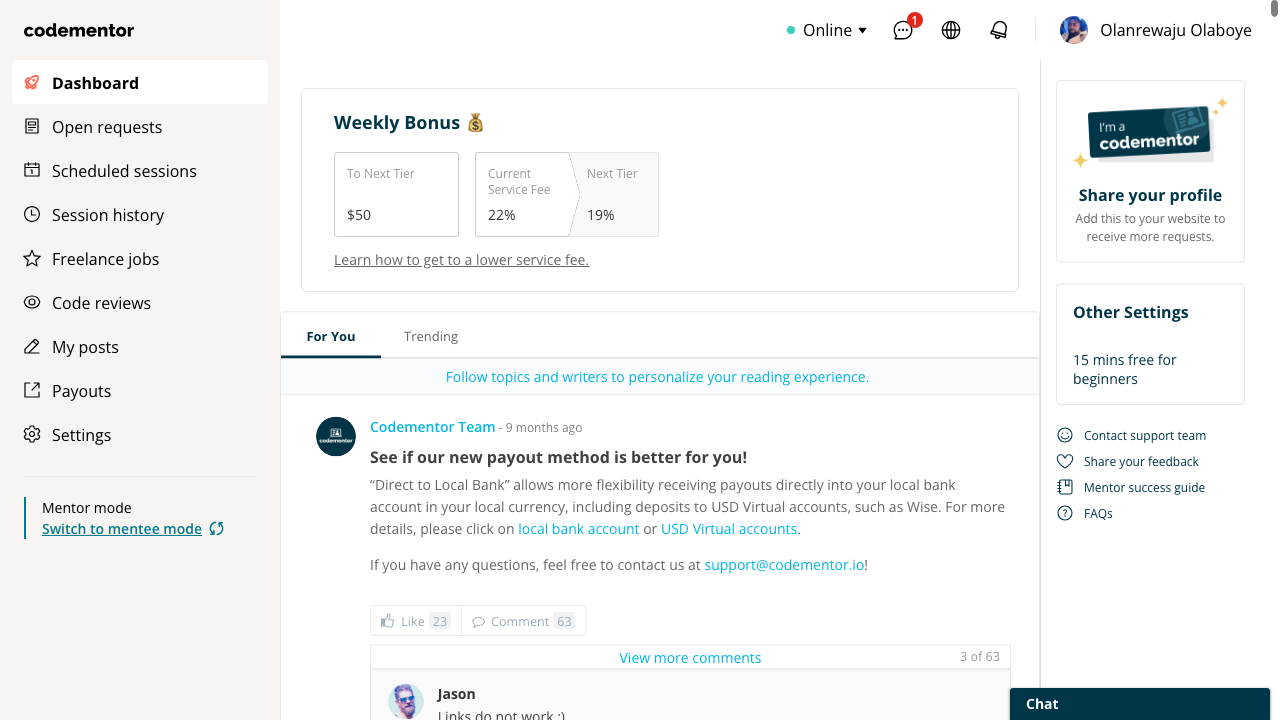 codementor
Online
1
Olanrewaju Olaboye
Dashboard
Open requests
Scheduled sessions
Session history
Freelance jobs
Code reviews
My posts
Payouts
Settings
Mentor mode
Switch to mentee mode
Weekly Bonus 💰
To Next Tier
$50
Current
Service Fee
22%
Next Tier
19%
Learn how to get to a lower service fee.
For You
Trending
Follow topics and writers to personalize your reading experience.
codementor
Codementor Team - 9 months ago
See if our new payout method is better for you!
“Direct to Local Bank” allows more flexibility receiving payouts directly into your local bank
account in your local currency, including deposits to USD Virtual accounts, such as Wise. For more
details, please click on local bank account or USD Virtual accounts.
If you have any questions, feel free to contact us at support@codementor.io!
Like 23
Comment 63
View more comments
3 of 63
Jason
Links do not work :)
I'm a
codementor
Share your profile
Add this to your website to
receive more requests.
Other Settings
15 mins free for
beginners
Contact support team
Share your feedback
Mentor success guide
FAQs
Chat